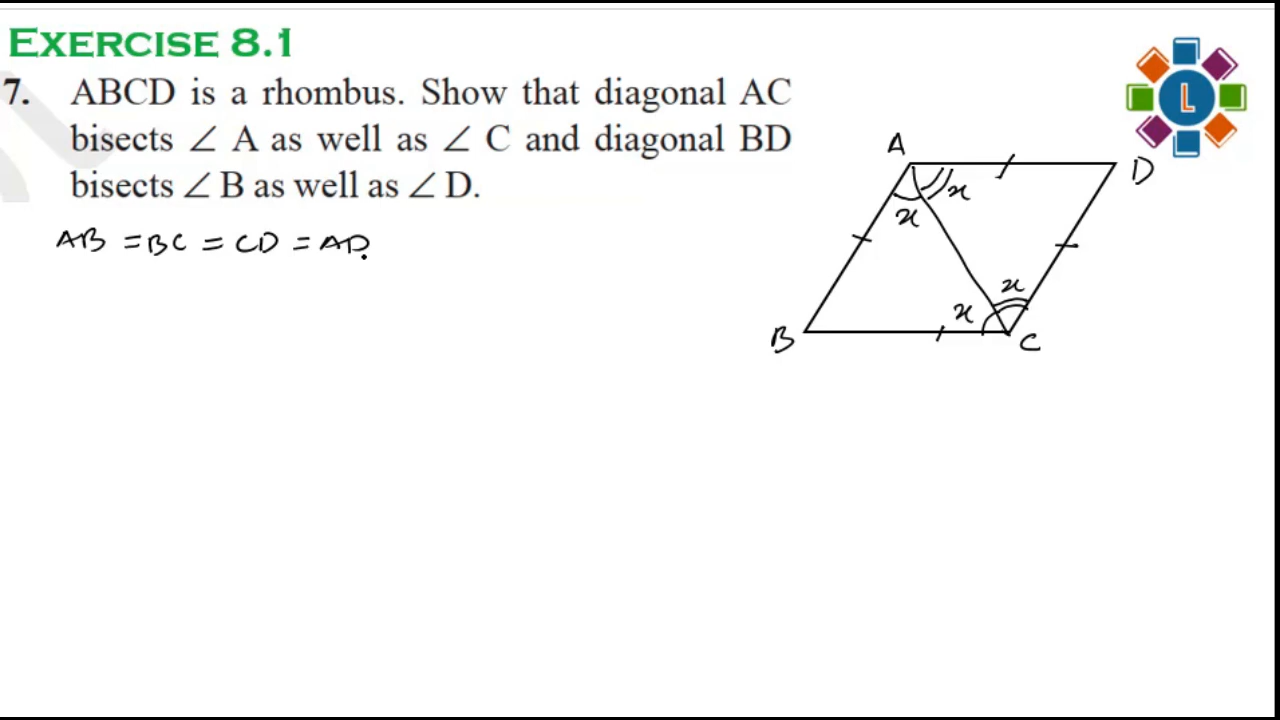 EXERCISE 8.1
7. ABCD is a rhombus. Show that diagonal AC
bisects ∠ A as well as ∠ C and diagonal BD
bisects ∠ B as well as ∠ D.
AB = BC = CD = AD
A
D
x
x
x
x
B
C
L